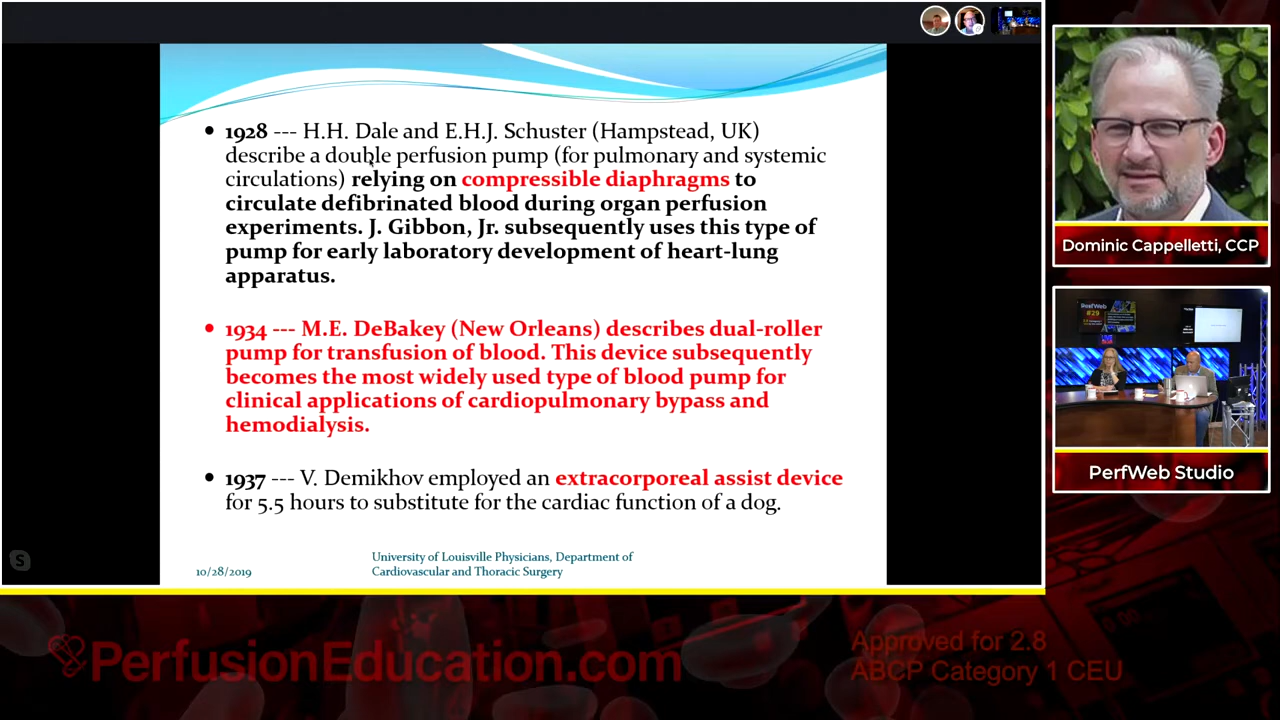 • 1928 --- H.H. Dale and E.H.J. Schuster (Hampstead, UK)
describe a double perfusion pump (for pulmonary and systemic
circulations) relying on compressible diaphragms to
circulate defibrinated blood during organ perfusion
experiments. J. Gibbon, Jr. subsequently uses this type of
pump for early laboratory development of heart-lung
apparatus.
• 1934 --- M.E. DeBakey (New Orleans) describes dual-roller
pump for transfusion of blood. This device subsequently
becomes the most widely used type of blood pump for
clinical applications of cardiopulmonary bypass and
hemodialysis.
• 1937 --- V. Demikhov employed an extracorporeal assist device
for 5.5 hours to substitute for the cardiac function of a dog.
10/28/2019
University of Louisville Physicians, Department of
Cardiovascular and Thoracic Surgery
Dominic Cappelletti, CCP
PerfWeb
#29
PerfWeb Studio
PerfusionEducation.com
Approved for 2.8
ABCP Category 1 CEU